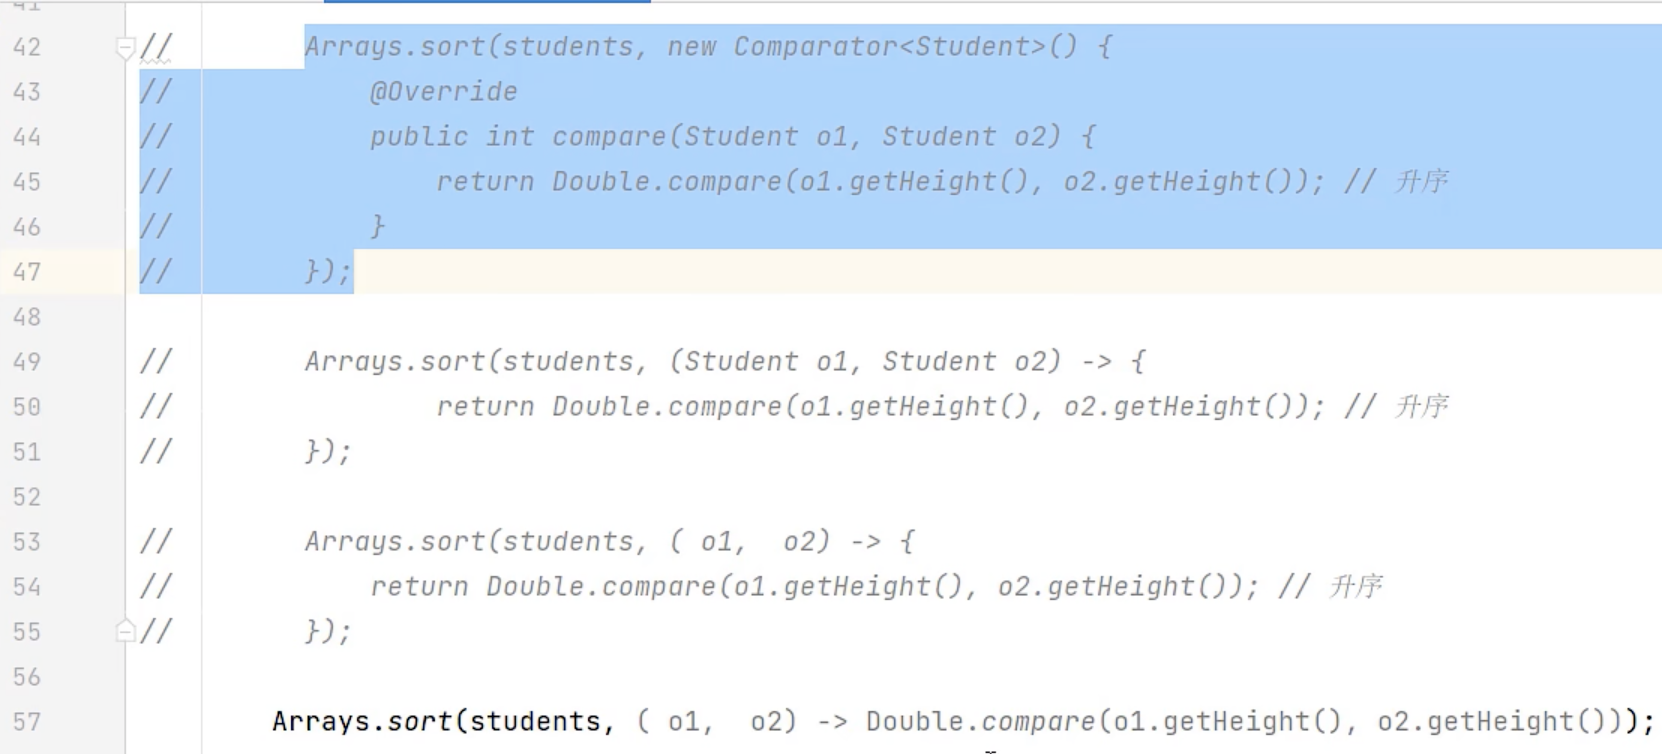 41
42 // Arrays.sort(students, new Comparator<Student>() {
43 // @Override
44 // public int compare(Student o1, Student o2) {
45 // return Double.compare(o1.getHeight(), o2.getHeight()); // 升序
46 // }
47 // });
48
49 // Arrays.sort(students, (Student o1, Student o2) -> {
50 // return Double.compare(o1.getHeight(), o2.getHeight()); // 升序
51 // });
52
53 // Arrays.sort(students, ( o1,  o2) -> {
54 // return Double.compare(o1.getHeight(), o2.getHeight()); // 升序
55 // });
56
57 Arrays.sort(students, ( o1,  o2) -> Double.compare(o1.getHeight(), o2.getHeight()));